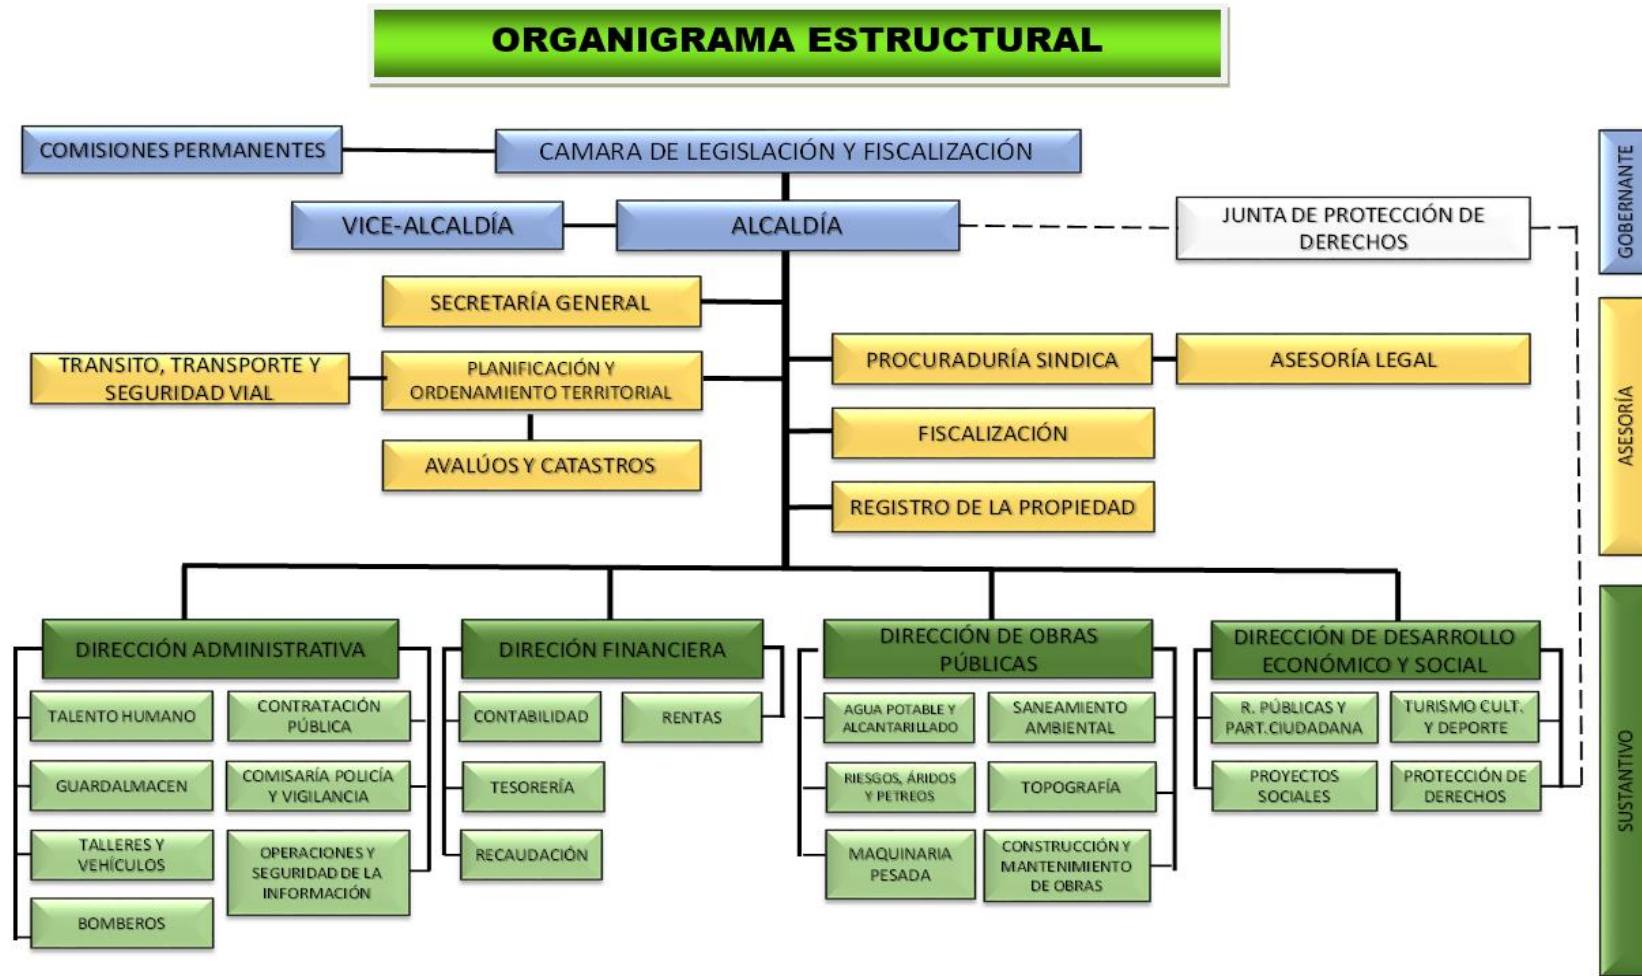 ORGANIGRAMA ESTRUCTURAL
COMISIONES PERMANENTES
CAMARA DE LEGISLACIÓN Y FISCALIZACIÓN
VICE-ALCALDÍA
ALCALDÍA
JUNTA DE PROTECCIÓN DE
DERECHOS
GOBERNANTE
SECRETARÍA GENERAL
TRANSITO, TRANSPORTE Y
SEGURIDAD VIAL
PLANIFICACIÓN Y
ORDENAMIENTO TERRITORIAL
AVALÚOS Y CATASTROS
PROCURADURÍA SINDICA
ASESORÍA LEGAL
FISCALIZACIÓN
REGISTRO DE LA PROPIEDAD
ASESORÍA
DIRECCIÓN ADMINISTRATIVA
TALENTO HUMANO
CONTRATACIÓN
PÚBLICA
GUARDALMACEN
COMISARÍA POLICÍA
Y VIGILANCIA
TALLERES Y
VEHÍCULOS
OPERACIONES Y
SEGURIDAD DE LA
INFORMACIÓN
BOMBEROS
DIRECIÓN FINANCIERA
CONTABILIDAD
RENTAS
TESORERÍA
RECAUDACIÓN
DIRECCIÓN DE OBRAS
PÚBLICAS
AGUA POTABLE Y
ALCANTARILLADO
SANEAMIENTO
AMBIENTAL
RIESGOS, ÁRIDOS
Y PETREOS
TOPOGRAFÍA
MAQUINARIA
PESADA
CONSTRUCCIÓN Y
MANTENIMIENTO
DE OBRAS
DIRECCIÓN DE DESARROLLO
ECONÓMICO Y SOCIAL
R. PÚBLICAS Y
PART.CIUDADANA
TURISMO CULT.
Y DEPORTE
PROYECTOS
SOCIALES
PROTECCIÓN DE
DERECHOS
SUSTANTIVO